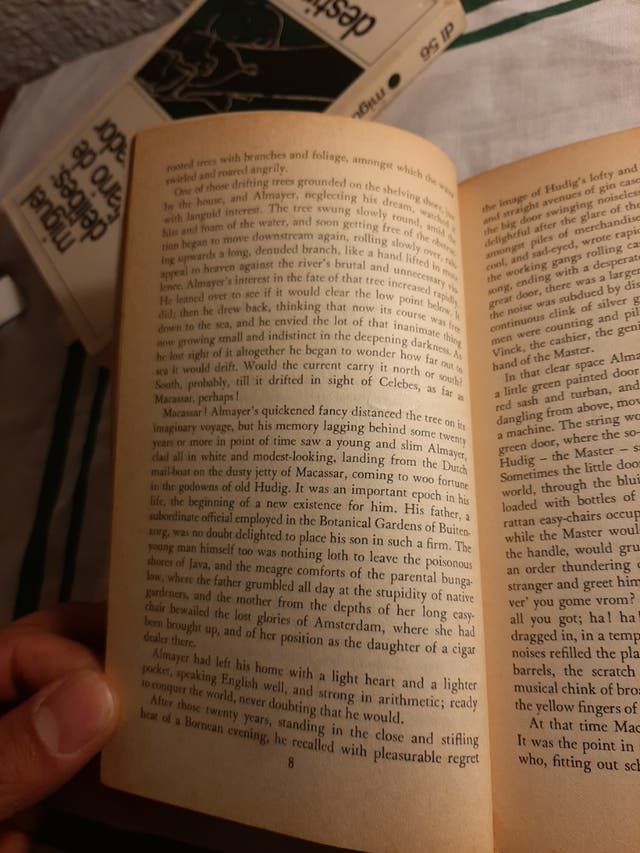 destin
dl 56
migu
miguel
delibes:
ario de
ador
rooted trees with branches and foliage, amongst which the water
swirled and roared angrily.
One of those drifting trees grounded on the shelving shore, just
by the house, and Almayer, neglecting his dream, watched it
with languid interest. The tree swung slowly round, amid the
hiss and foam of the water, and soon getting free of the obstruc-
tion began to move downstream again, rolling slowly over, rais-
ing upwards a long, denuded branch, like a hand lifted in mute
appeal to heaven against the river's brutal and unnecessary vio-
lence. Almayer's interest in the fate of that tree increased rapidly.
He leaned over to see if it would clear the low point below. It
did; then he drew back, thinking that now its course was free
down to the sea, and he envied the lot of that inanimate thing
now growing small and indistinct in the deepening darkness. As
he lost sight of it altogether he began to wonder how far out to
sea it would drift. Would the current carry it north or south?
South, probably, till it drifted in sight of Celebes, as far as
Macassar, perhaps!
Macassar! Almayer's quickened fancy distanced the tree on its
imaginary voyage, but his memory lagging behind some twenty
years or more in point of time saw a young and slim Almayer,
clad all in white and modest-looking, landing from the Dutch
mail-boat on the dusty jetty of Macassar, coming to woo fortune
in the godowns of old Hudig. It was an important epoch in his
life, the beginning of a new existence for him. His father, a
subordinate official employed in the Botanical Gardens of Buiten-
zorg, was no doubt delighted to place his son in such a firm. The
young man himself too was nothing loth to leave the poisonous
shores of Java, and the meagre comforts of the parental bunga-
low, where the father grumbled all day at the stupidity of native
gardeners, and the mother from the depths of her long easy-
chair bewailed the lost glories of Amsterdam, where she had
been brought up, and of her position as the daughter of a cigar
dealer there.
Almayer had left his home with a light heart and a lighter
pocket, speaking English well, and strong in arithmetic; ready
to conquer the world, never doubting that he would.
After those twenty years, standing in the close and stifling
heat of a Bornean evening, he recalled with pleasurable regret
8
the image of Hudig's lofty and
and straight avenues of gin case
the big door swinging noiseless
delightful after the glare of the
amongst piles of merchandis
cool, and sad-eyed, wrote rapid
the working gangs rolling ca
song, ending with a desperat
great door, there was a larger
the noise was subdued by dis
continuous clink of silver g
men were counting and pil
Vinck, the cashier, the geni
hand of the Master.
In that clear space Alma
a little green painted door
red sash and turban, and
dangling from above, mov
a machine. The string wo
green door, where the so-
Hudig – the Master – s
Sometimes the little door
world, through the blui
loaded with bottles of
rattan easy-chairs occup
while the Master woul
the handle, would gru
an order thundering
stranger and greet him
ver' you gome vrom?
all you got; ha! ha!
dragged in, in a temp
noises refilled the pla
barrels, the scratch
musical chink of bro
the yellow fingers of
At that time Mac
It was the point in
who, fitting out sch